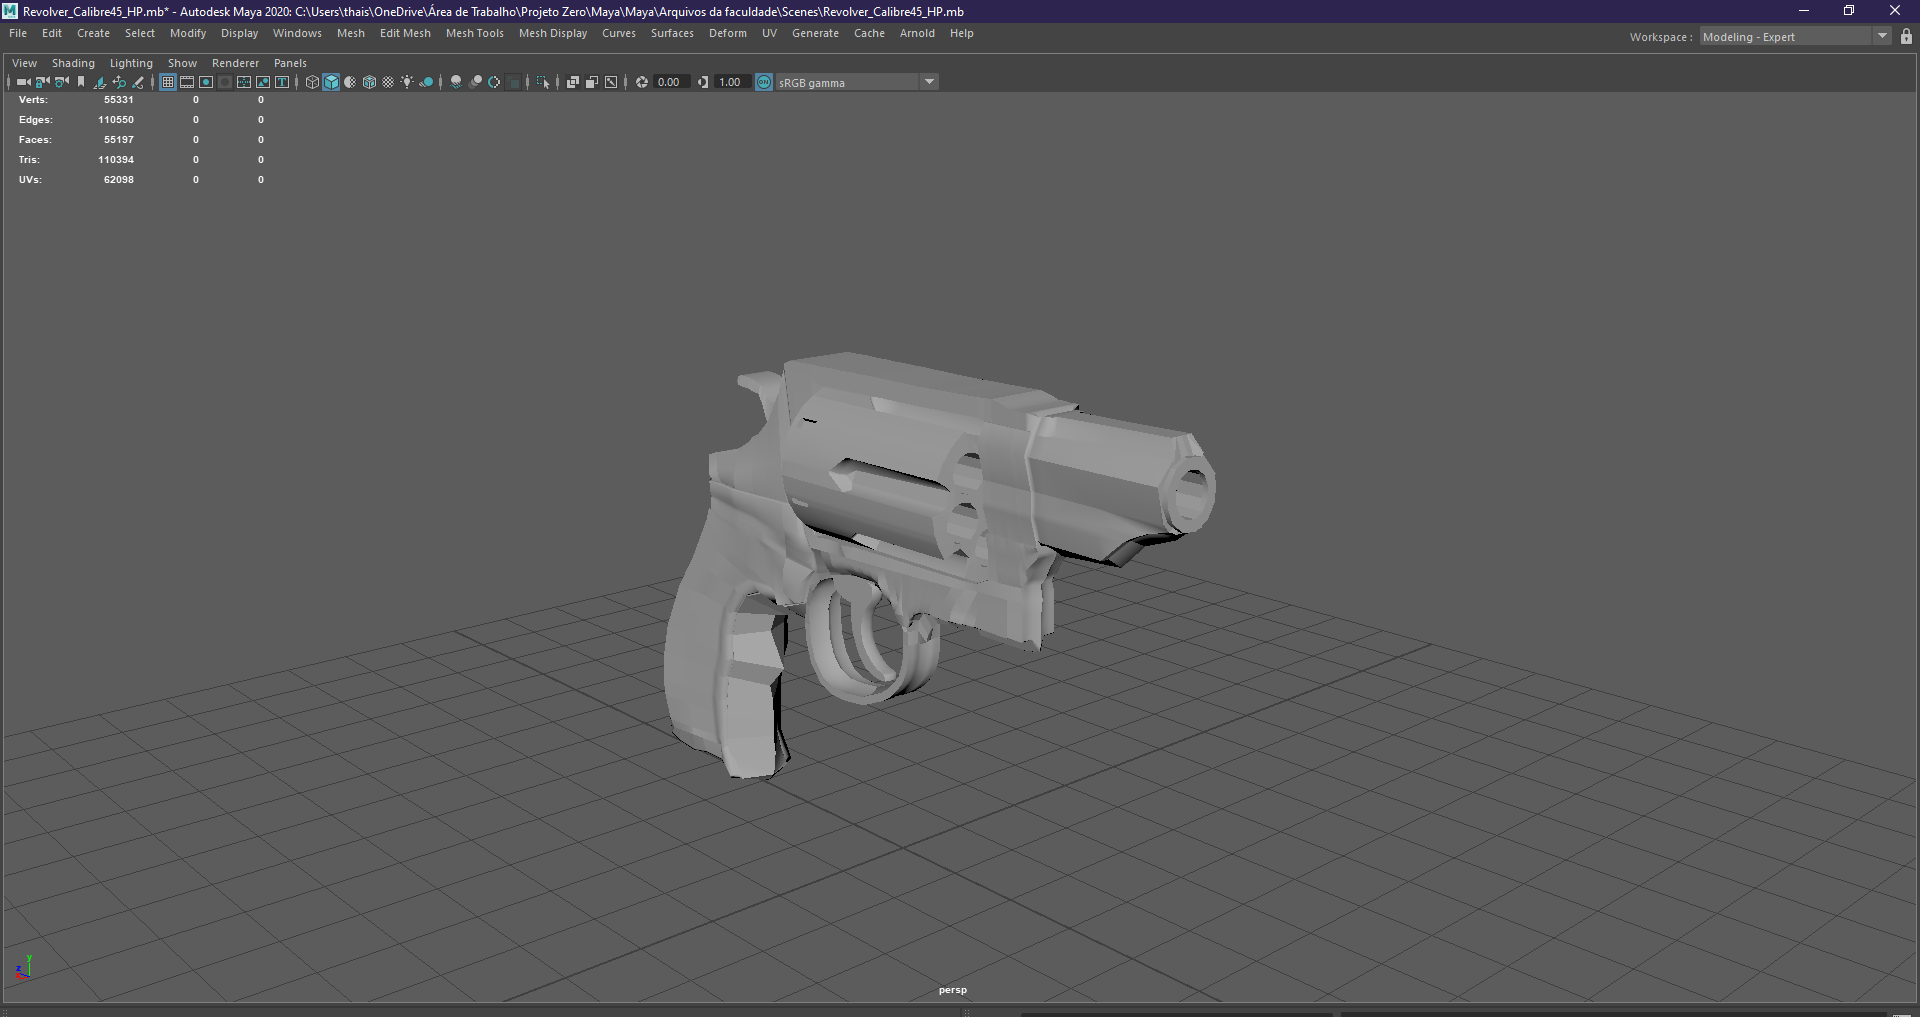 Revolver_Calibre45_HP.mb* - Autodesk Maya 2020: C:\Users\thais\OneDrive\Área de Trabalho\Projeto Zero\Maya\Maya\Arquivos da faculdade\Scenes\Revolver_Calibre45_HP.mb
File Edit Create Select Modify Display Windows Mesh Edit Mesh Mesh Tools Mesh Display Curves Surfaces Deform UV Generate Cache Arnold Help Workspace : Modeling - Expert
View Shading Lighting Show Renderer Panels
0.00 1.00 ON sRGB gamma
Verts: 55331 0 0
Edges: 110550 0 0
Faces: 55197 0 0
Tris: 110394 0 0
UVs: 62098 0 0
y
z
persp